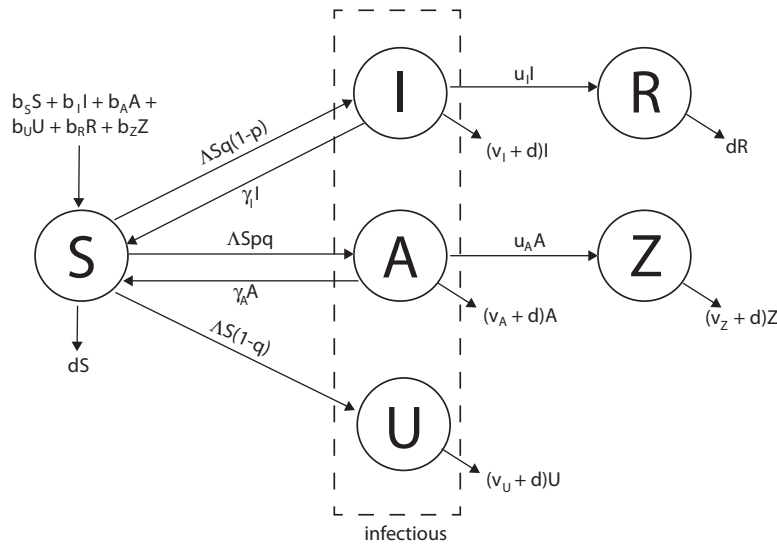 b_S S + b_I I + b_A A +
b_U U + b_R R + b_Z Z
ΛSq(1-p)
γ_I I
I
u_I I
R
(v_I + d)I
dR
S
ΛSpq
γ_A A
A
u_A A
Z
(v_A + d)A
(v_Z + d)Z
dS
ΛS(1-q)
U
(v_U + d)U
infectious